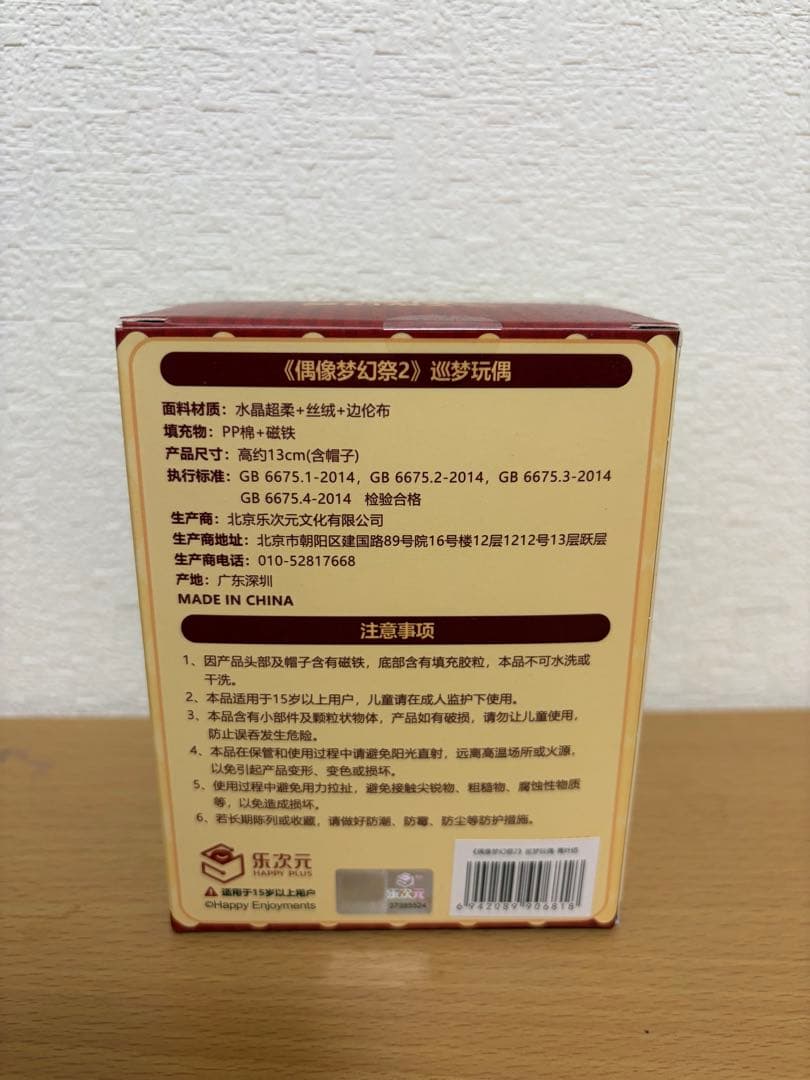 《偶像梦幻祭2》巡梦玩偶
面料材质：水晶超柔+丝绒+边伦布
填充物：PP棉+磁铁
产品尺寸：高约13cm(含帽子)
执行标准：GB 6675.1-2014，GB 6675.2-2014，GB 6675.3-2014
GB 6675.4-2014 检验合格
生产商：北京乐次元文化有限公司
生产商地址：北京市朝阳区建国路89号院16号楼12层1212号13层跃层
生产商电话：010-52817668
产地：广东深圳
MADE IN CHINA
注意事项
1、因产品头部及帽子含有磁铁，底部含有填充胶粒，本品不可水洗或
干洗。
2、本品适用于15岁以上用户，儿童请在成人监护下使用。
3、本品含有小部件及颗粒状物体，产品如有破损，请勿让儿童使用，
防止误吞发生危险。
4、本品在保管和使用过程中请避免阳光直射，远离高温场所或火源，
以免引起产品变形、变色或损坏。
5、使用过程中避免用力拉扯，避免接触尖锐物、粗糙物、腐蚀性物质
等，以免造成损坏。
6、若长期陈列或收藏，请做好防潮、防霉、防尘等防护措施。
乐次元
HAPPY PLUS
适用于15岁以上用户
©Happy Enjoyments
乐次元
《偶像梦幻祭2》巡梦玩偶
6942089906818